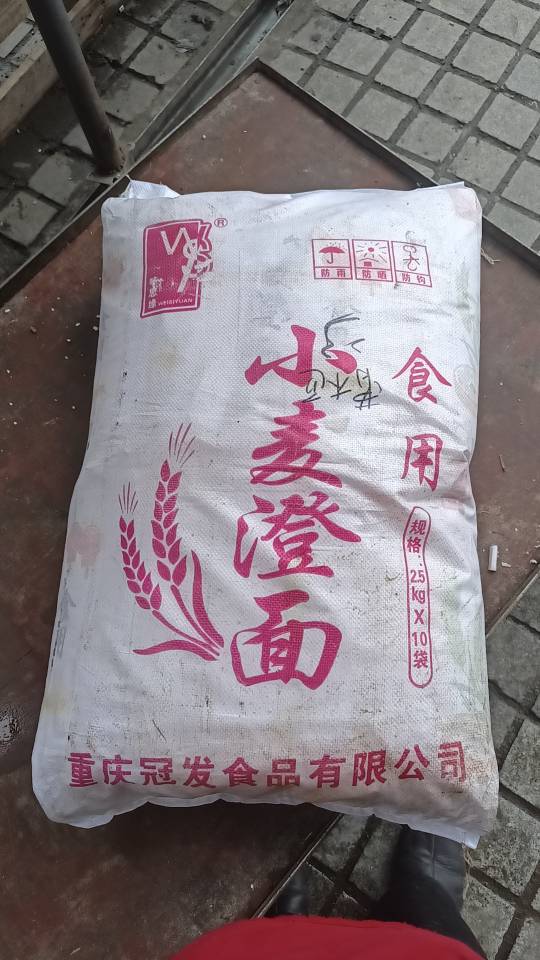 ®
WEIBIYUAN
防雨 防晒 防钩
食用
小麦澄面
规格:25kg X 10袋
重庆冠发食品有限公司